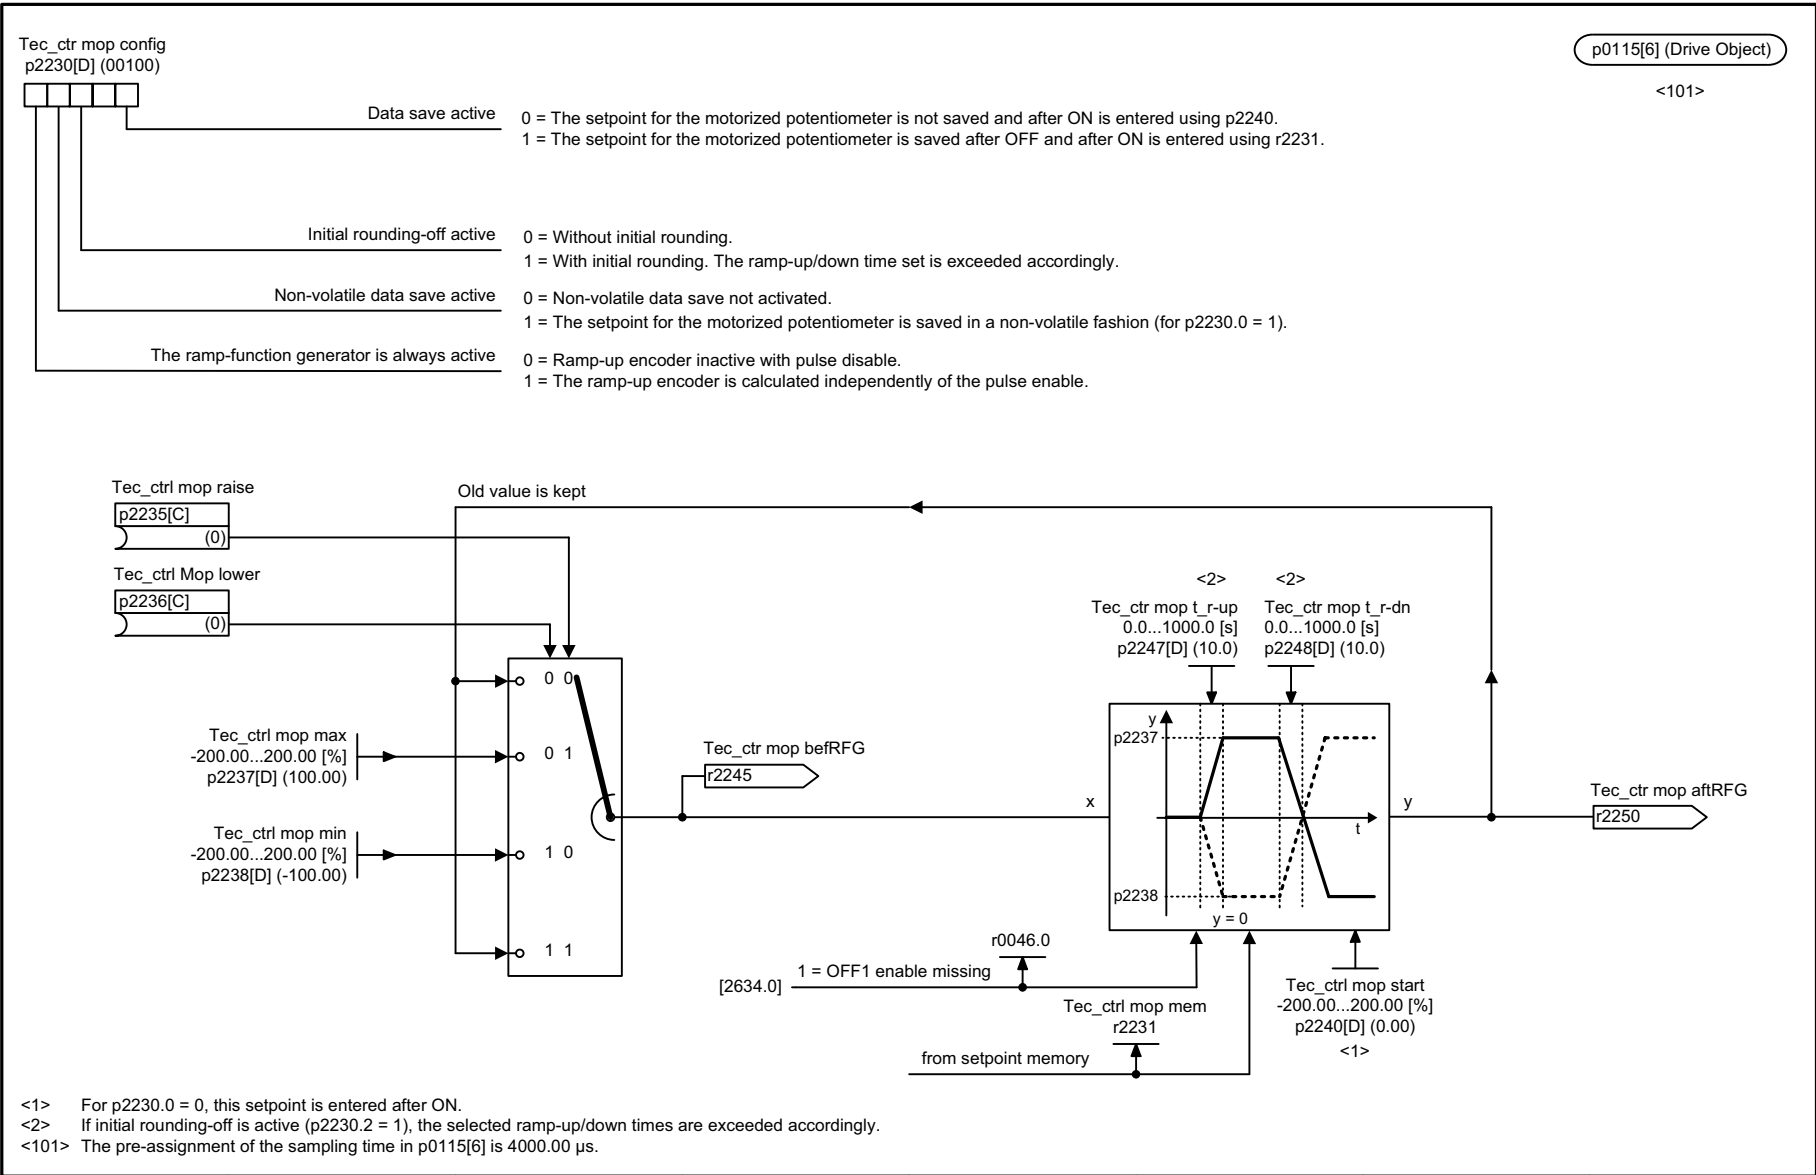 Tec_ctr mop config
p2230[D] (00100)
p0115[6] (Drive Object)
<101>
Data save active
0 = The setpoint for the motorized potentiometer is not saved and after ON is entered using p2240.
1 = The setpoint for the motorized potentiometer is saved after OFF and after ON is entered using r2231.
Initial rounding-off active
0 = Without initial rounding.
1 = With initial rounding. The ramp-up/down time set is exceeded accordingly.
Non-volatile data save active
0 = Non-volatile data save not activated.
1 = The setpoint for the motorized potentiometer is saved in a non-volatile fashion (for p2230.0 = 1).
The ramp-function generator is always active
0 = Ramp-up encoder inactive with pulse disable.
1 = The ramp-up encoder is calculated independently of the pulse enable.
Tec_ctrl mop raise
p2235[C]
(0)
Old value is kept
Tec_ctrl Mop lower
p2236[C]
(0)
0 0
0 1
1 0
1 1
Tec_ctrl mop max
-200.00...200.00 [%]
p2237[D] (100.00)
Tec_ctrl mop min
-200.00...200.00 [%]
p2238[D] (-100.00)
Tec_ctr mop befRFG
r2245
<2>
Tec_ctr mop t_r-up
0.0...1000.0 [s]
p2247[D] (10.0)
<2>
Tec_ctr mop t_r-dn
0.0...1000.0 [s]
p2248[D] (10.0)
x
y
p2237
t
p2238
y = 0
y
Tec_ctr mop aftRFG
r2250
r0046.0
[2634.0]
1 = OFF1 enable missing
Tec_ctrl mop mem
r2231
from setpoint memory
Tec_ctrl mop start
-200.00...200.00 [%]
p2240[D] (0.00)
<1>
<1> For p2230.0 = 0, this setpoint is entered after ON.
<2> If initial rounding-off is active (p2230.2 = 1), the selected ramp-up/down times are exceeded accordingly.
<101> The pre-assignment of the sampling time in p0115[6] is 4000.00 µs.